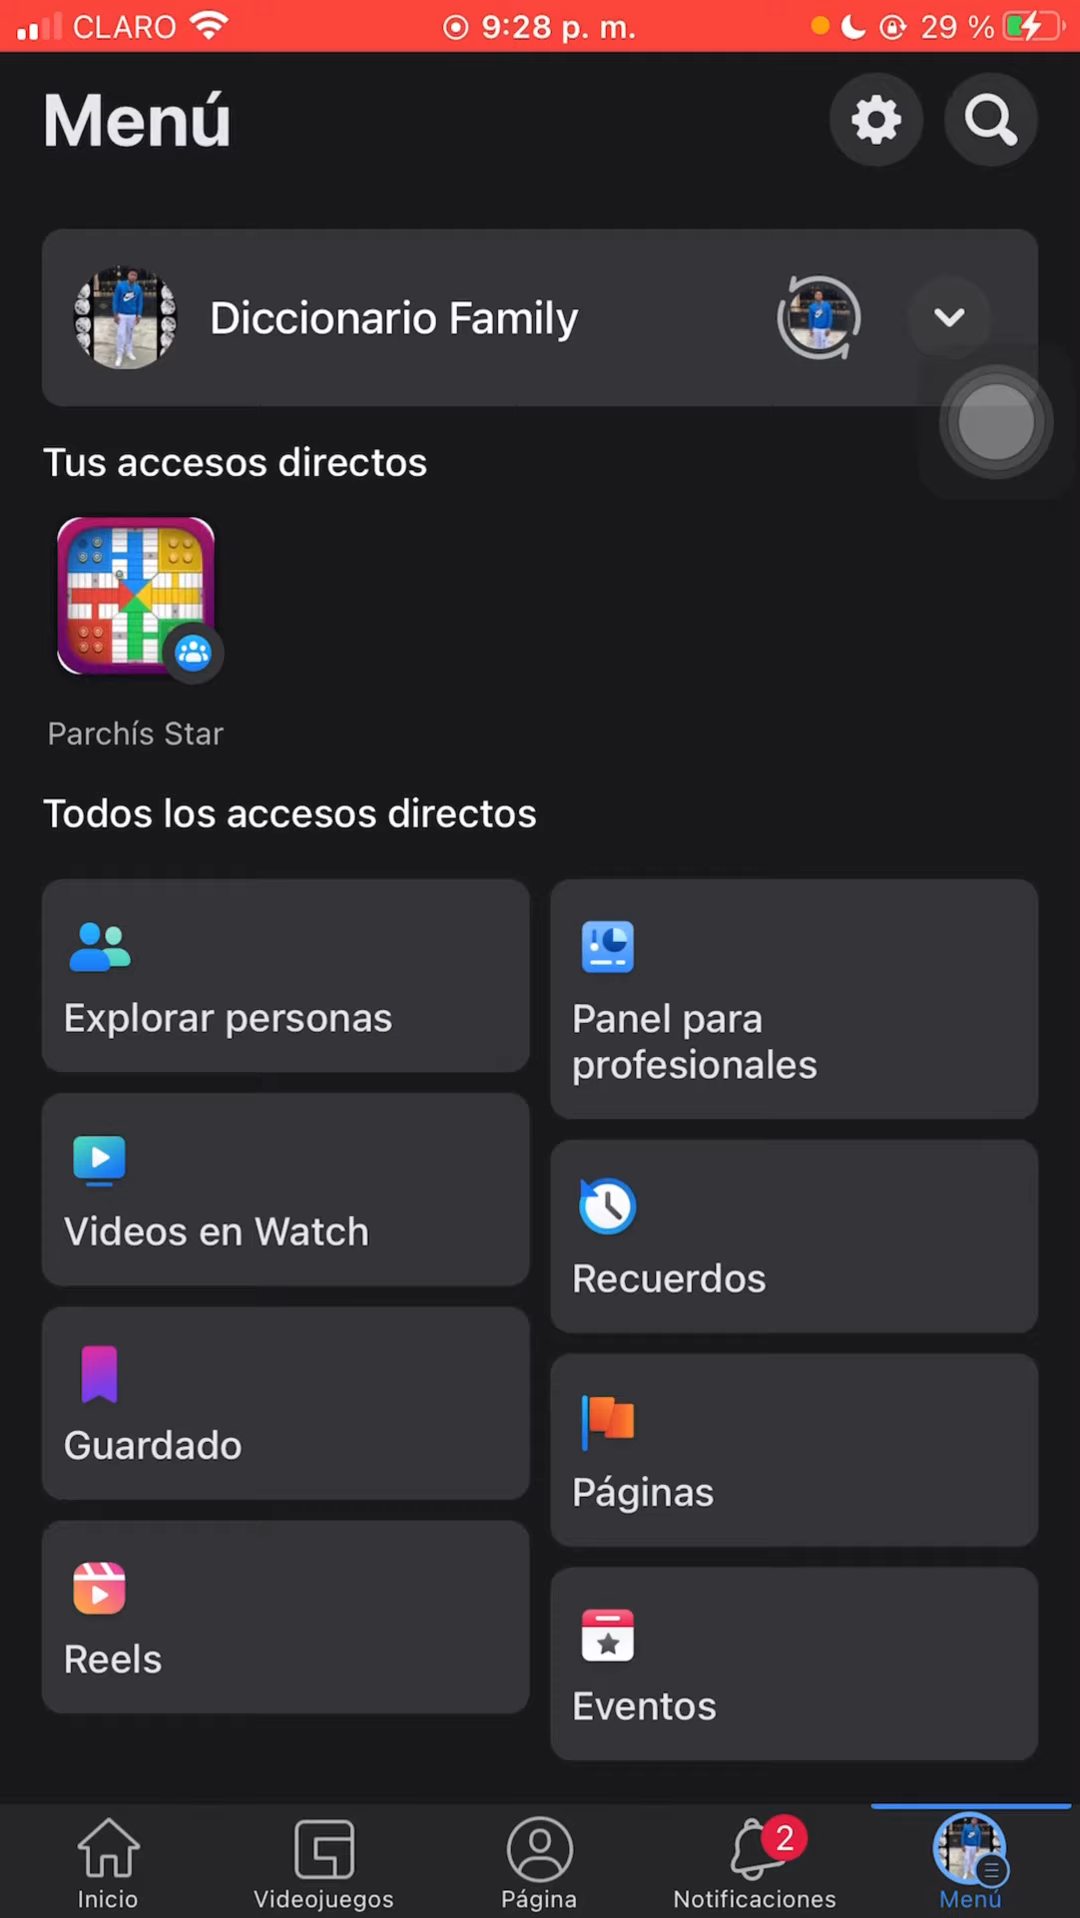 CLARO 9:28 p. m. 29 %
Menú
Diccionario Family
Tus accesos directos
Parchís Star
Todos los accesos directos
Explorar personas
Panel para
profesionales
Videos en Watch
Recuerdos
Guardado
Páginas
Reels
Eventos
2
Inicio Videojuegos Página Notificaciones Menú